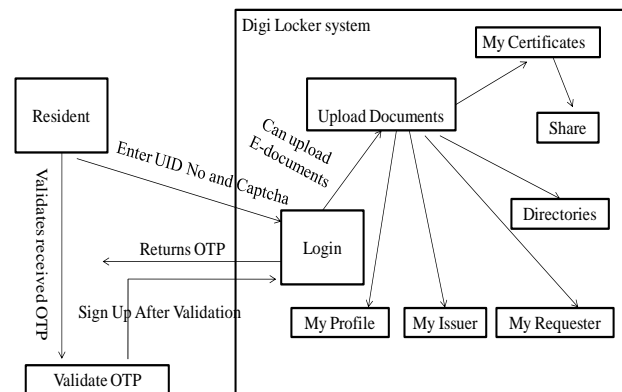 Digi Locker system
My Certificates
Resident
Upload Documents
Share
Can upload
E-documents
Enter UID No and Captcha
Validates received OTP
Directories
Login
Returns OTP
Sign Up After Validation
My Profile
My Issuer
My Requester
Validate OTP